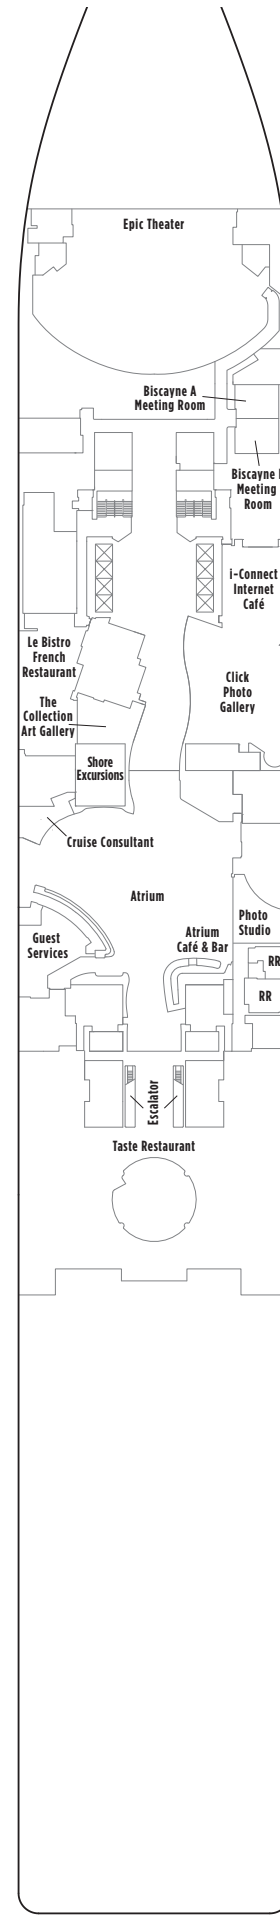 Epic Theater
Biscayne A
Meeting Room
Biscayne
Meeting
Room
i-Connect
Internet
Café
Le Bistro
French
Restaurant
The
Collection
Art Gallery
Click
Photo
Gallery
Shore
Excursions
Cruise Consultant
Atrium
Photo
Studio
Guest
Services
Atrium
Café & Bar
RR
RR
Escalator
Taste Restaurant